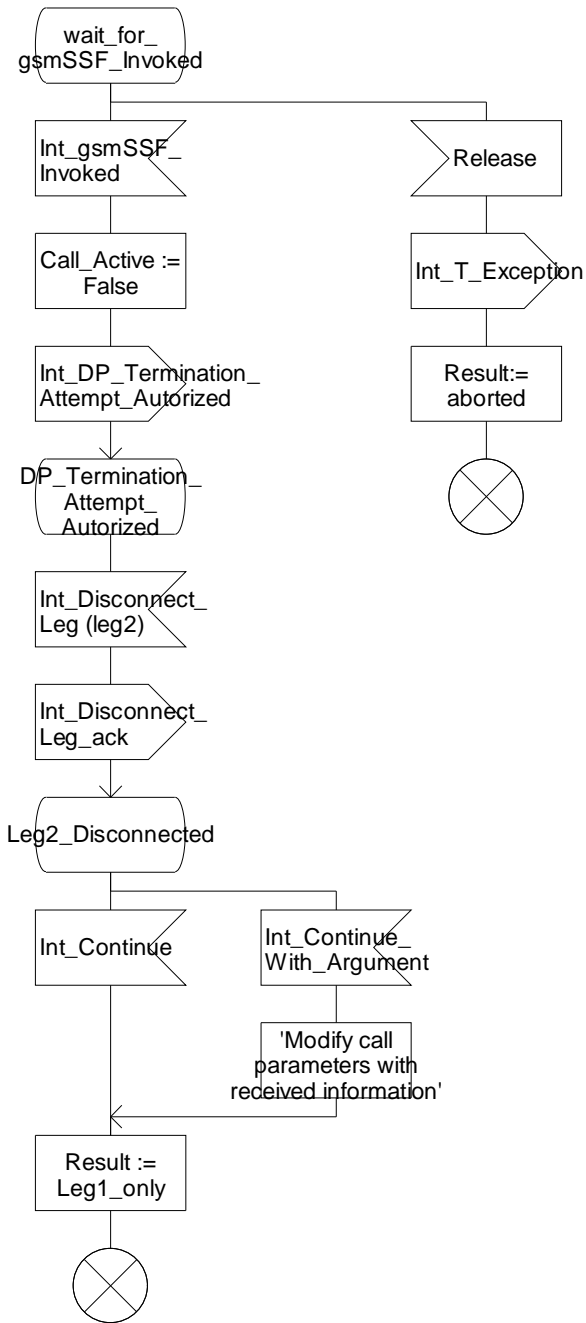 wait_for_
gsmSSF_Invoked
Int_gsmSSF_
Invoked
Release
Call_Active :=
False
Int_T_Exception
Int_DP_Termination_
Attempt_Autorized
Result:=
aborted
DP_Termination_
Attempt_
Autorized
Int_Disconnect_
Leg (leg2)
Int_Disconnect_
Leg_ack
Leg2_Disconnected
Int_Continue
Int_Continue_
With_Argument
'Modify call
parameters with
received information'
Result :=
Leg1_only